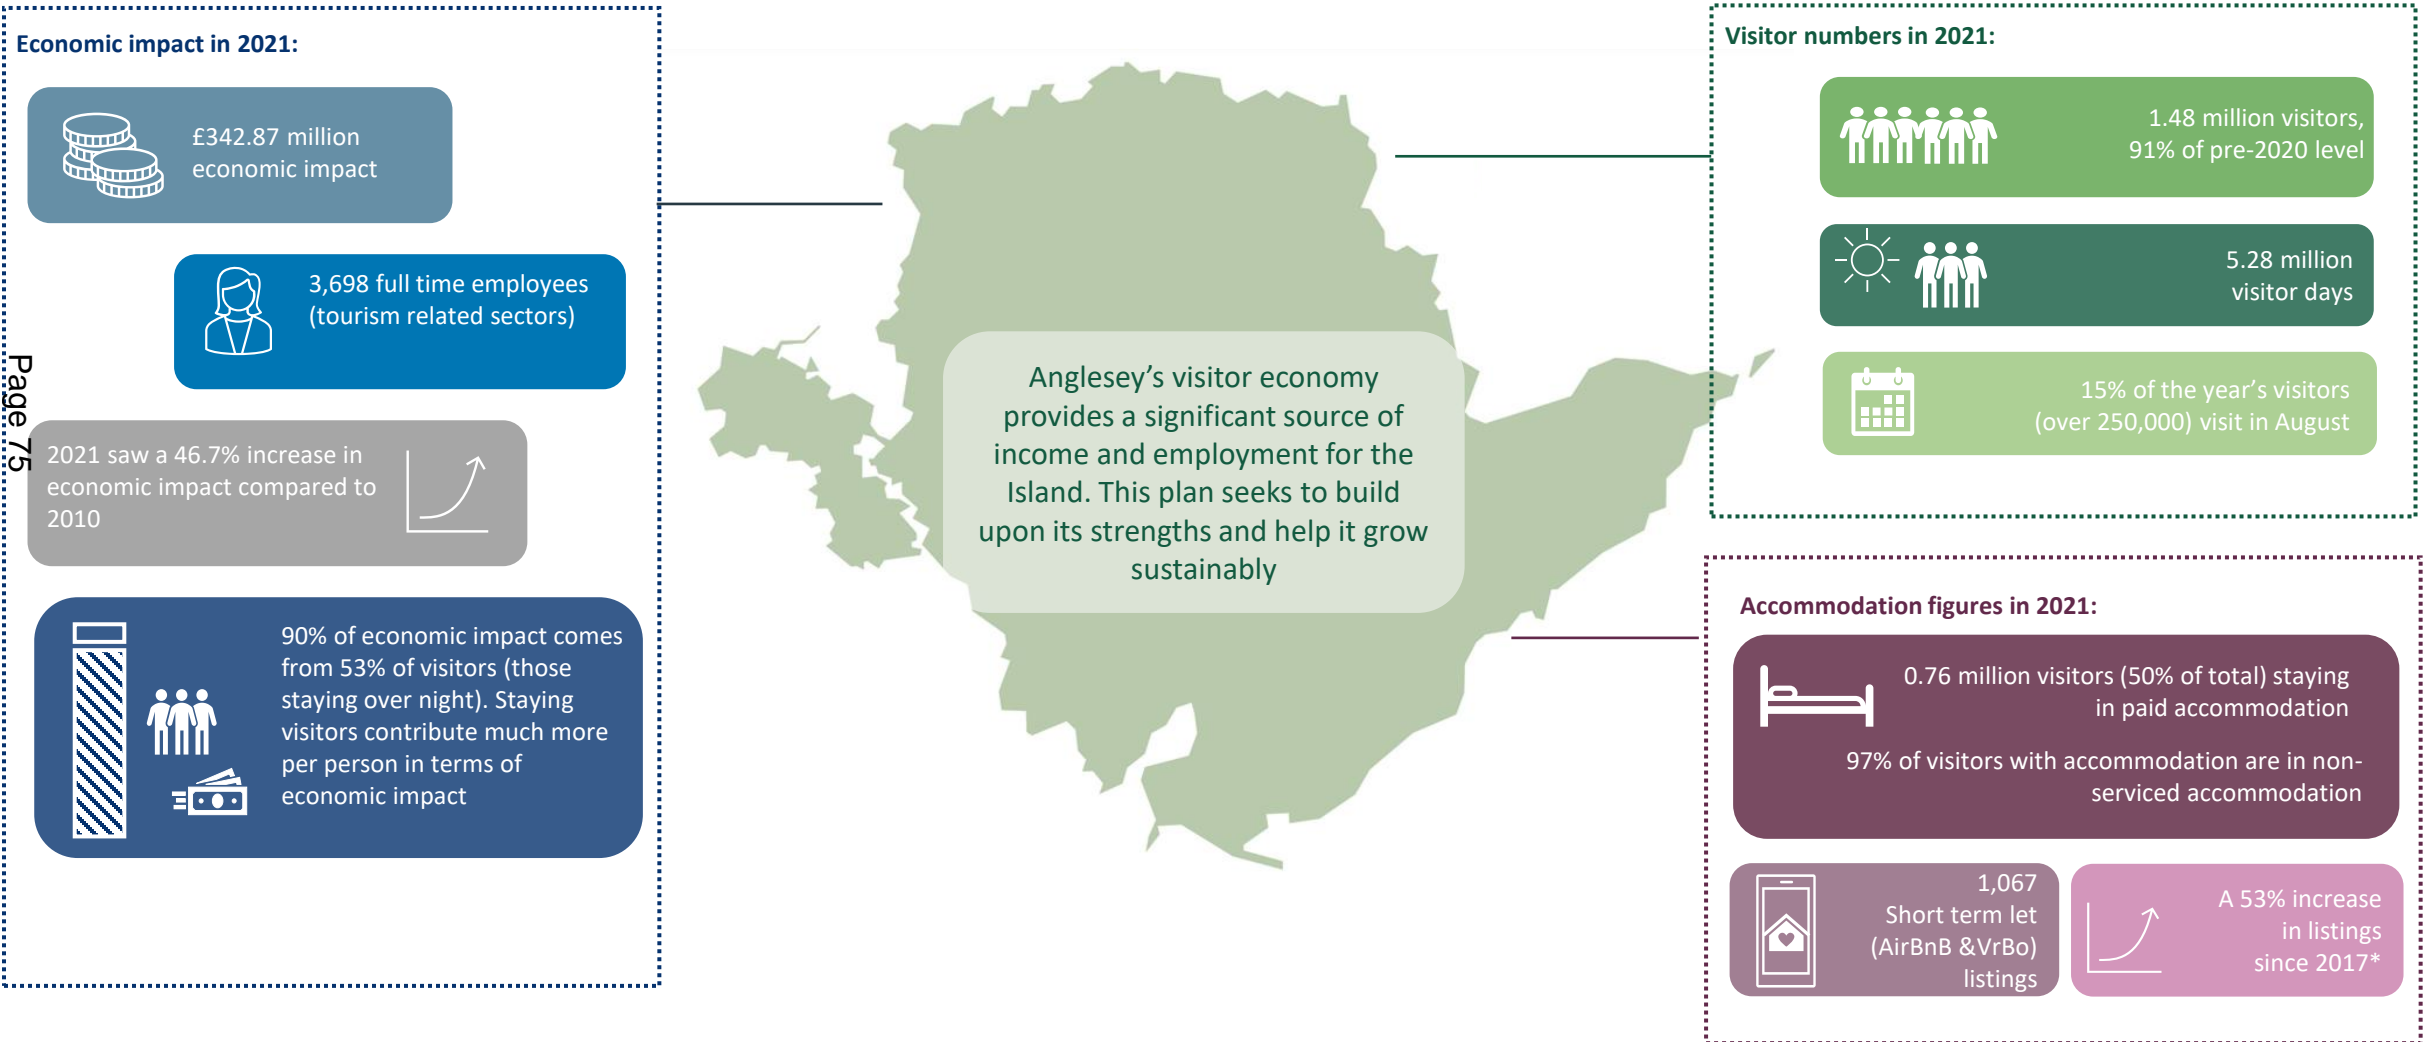 Economic impact in 2021:
£342.87 million
economic impact
3,698 full time employees
(tourism related sectors)
2021 saw a 46.7% increase in
economic impact compared to
2010
90% of economic impact comes
from 53% of visitors (those
staying over night). Staying
visitors contribute much more
per person in terms of
economic impact
Page 75
Anglesey’s visitor economy
provides a significant source of
income and employment for the
Island. This plan seeks to build
upon its strengths and help it grow
sustainably
Visitor numbers in 2021:
1.48 million visitors,
91% of pre-2020 level
5.28 million
visitor days
15% of the year’s visitors
(over 250,000) visit in August
Accommodation figures in 2021:
0.76 million visitors (50% of total) staying
in paid accommodation
97% of visitors with accommodation are in non-
serviced accommodation
1,067
Short term let
(AirBnB &VrBo)
listings
A 53% increase
in listings
since 2017*